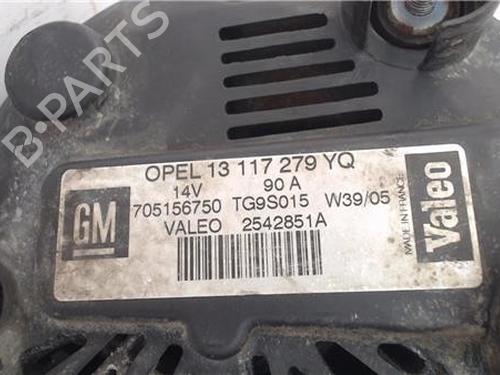 B-PARTS
OPEL 13 117 279 YQ
14V 90 A
705156750 TG9S015 W39/05
VALEO 2542851A
GM
MADE IN FRANCE
Valeo